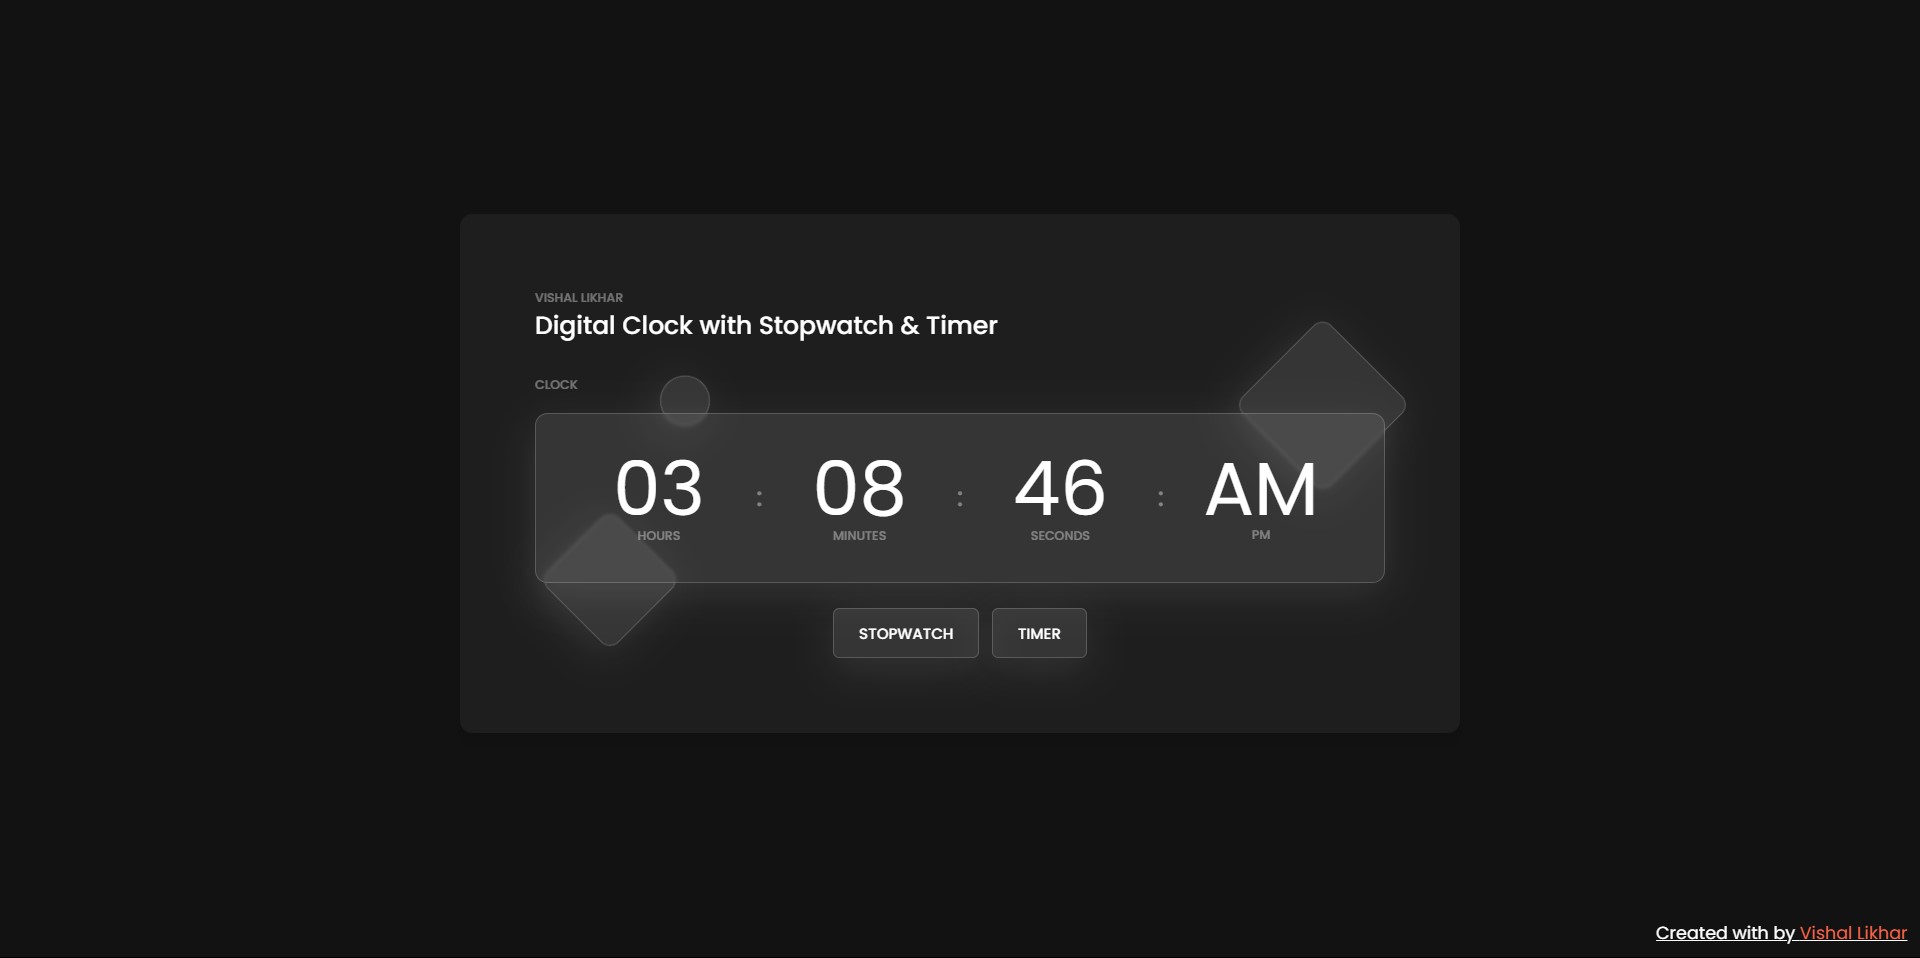 VISHAL LIKHAR
Digital Clock with Stopwatch & Timer
CLOCK
03 : 08 : 46 : AM
HOURS MINUTES SECONDS PM
STOPWATCH TIMER
Created with by Vishal Likhar